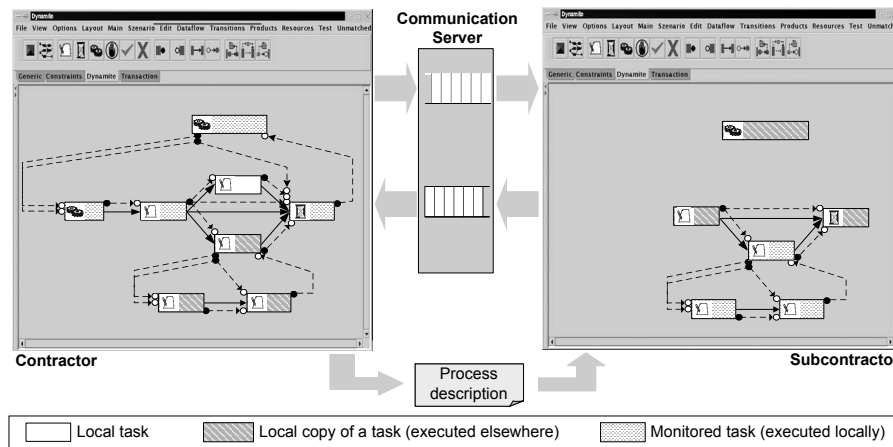 Dynamite
File View Options Layout Main Szenario Edit Dataflow Transitions Products Resources Test Unmatched
Generic Constraints Dynamite Transaction
Contractor
Communication
Server
Dynamite
File View Options Layout Main Szenario Edit Dataflow Transitions Products Resources Test Unmatch
Generic Constraints Dynamite Transaction
Subcontracto
Process
description
Local task
Local copy of a task (executed elsewhere)
Monitored task (executed locally)